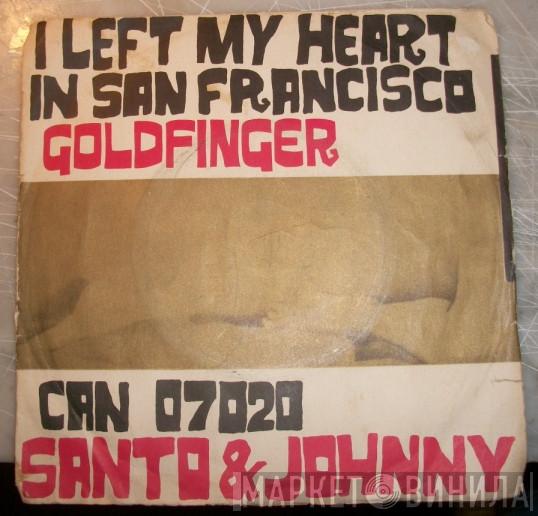 I LEFT MY HEART
IN SAN FRANCISCO
GOLDFINGER
CAN 07020
SANTO & JOHNNY
МАРКЕТ ВИНИЛА